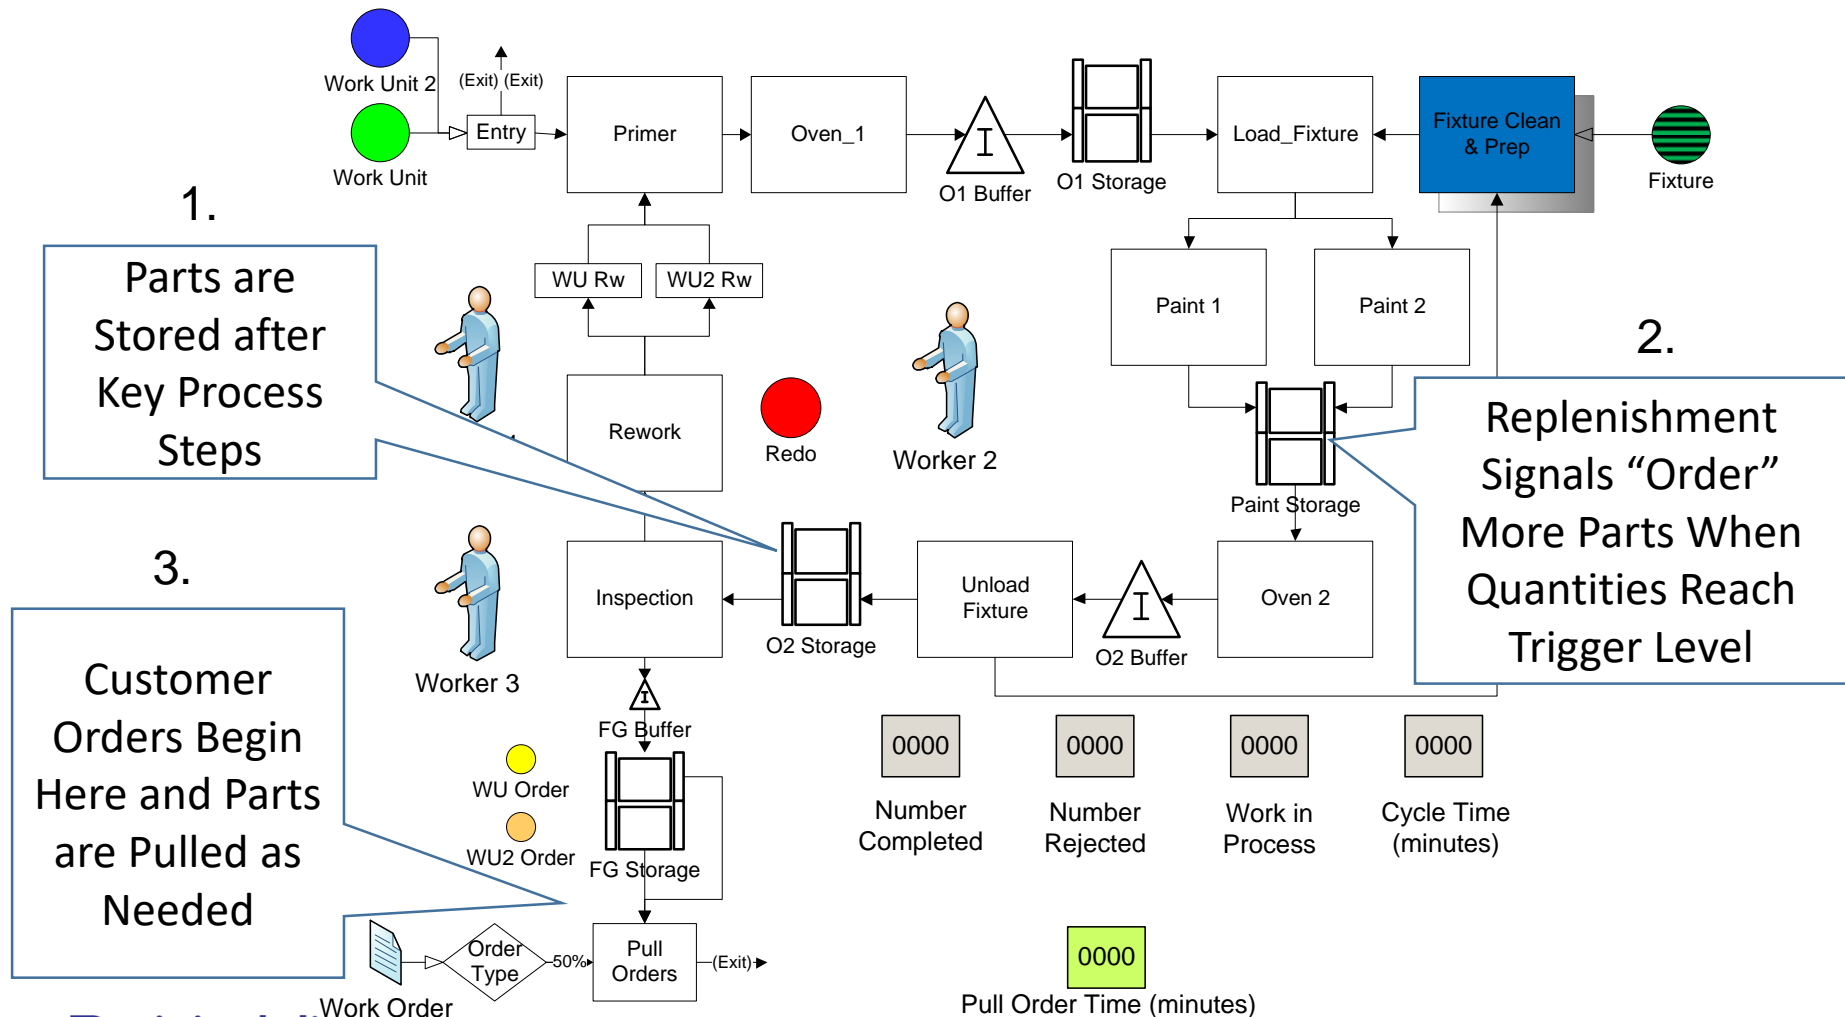 Work Unit 2
(Exit) (Exit)
Entry
Work Unit
Primer
Oven_1
I
O1 Buffer
O1 Storage
Load_Fixture
Fixture Clean
& Prep
Fixture
1.
Parts are
Stored after
Key Process
Steps
WU Rw
WU2 Rw
Paint 1
Paint 2
2.
Replenishment
Signals “Order”
More Parts When
Quantities Reach
Trigger Level
Rework
Redo
Worker 2
Paint Storage
3.
Customer
Orders Begin
Here and Parts
are Pulled as
Needed
Worker 3
Inspection
O2 Storage
Unload
Fixture
I
O2 Buffer
Oven 2
I
FG Buffer
WU Order
WU2 Order
FG Storage
0000
0000
0000
0000
Number
Completed
Number
Rejected
Work in
Process
Cycle Time
(minutes)
Work Order
Order
Type
50%
Pull
Orders
(Exit)
0000
Pull Order Time (minutes)